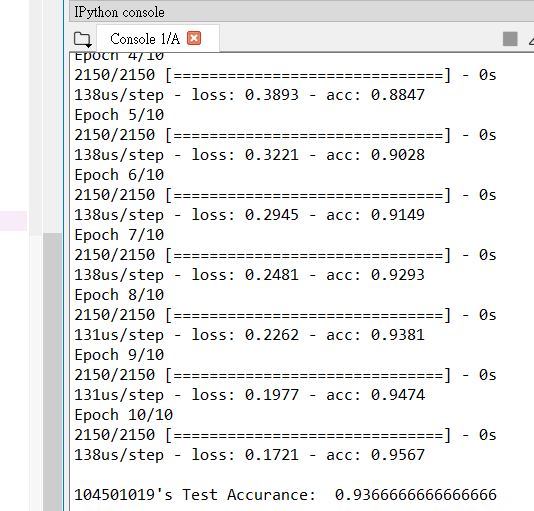 IPython console
Console 1/A
Epoch 4/10
2150/2150 [==============================] - 0s
138us/step - loss: 0.3893 - acc: 0.8847
Epoch 5/10
2150/2150 [==============================] - 0s
138us/step - loss: 0.3221 - acc: 0.9028
Epoch 6/10
2150/2150 [==============================] - 0s
138us/step - loss: 0.2945 - acc: 0.9149
Epoch 7/10
2150/2150 [==============================] - 0s
138us/step - loss: 0.2481 - acc: 0.9293
Epoch 8/10
2150/2150 [==============================] - 0s
131us/step - loss: 0.2262 - acc: 0.9381
Epoch 9/10
2150/2150 [==============================] - 0s
131us/step - loss: 0.1977 - acc: 0.9474
Epoch 10/10
2150/2150 [==============================] - 0s
138us/step - loss: 0.1721 - acc: 0.9567
104501019's Test Accurance:  0.9366666666666666